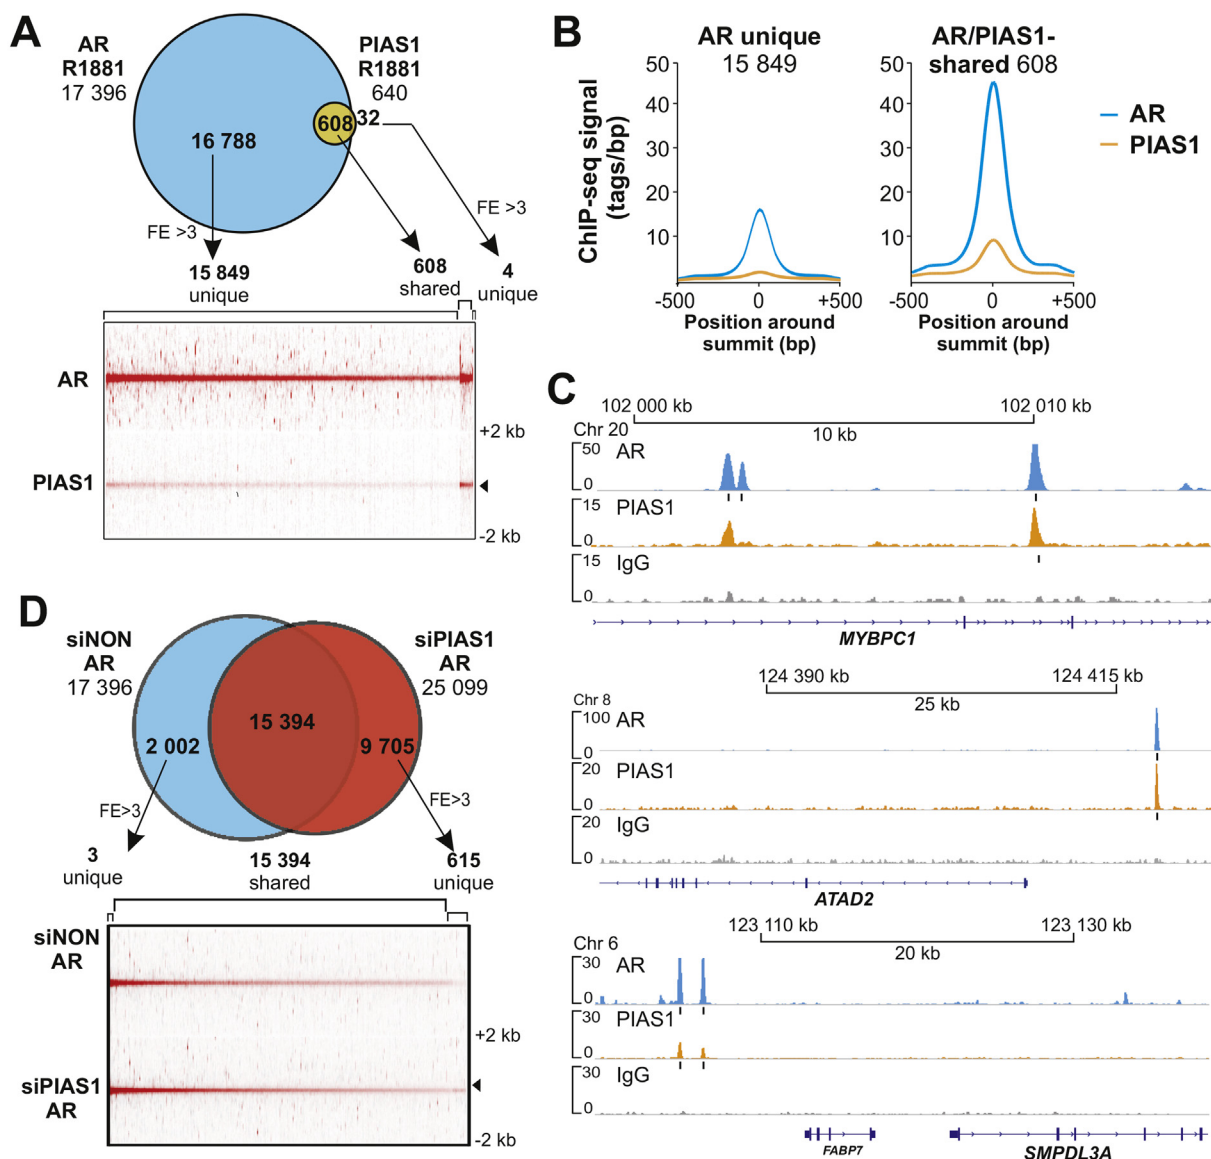 A
AR
R1881
17 396
PIAS1
R1881
640
16 788
608
32
FE >3
FE >3
15 849
unique
608
shared
4
unique
AR
+2 kb
PIAS1
-2 kb
B
AR unique
15 849
AR/PIAS1-
shared 608
ChIP-seq signal
(tags/bp)
50
40
30
20
10
-500
0
+500
Position around
summit (bp)
50
40
30
20
10
-500
0
+500
Position around
summit (bp)
AR
PIAS1
C
102 000 kb
102 010 kb
Chr 20
10 kb
50
AR
0
15
PIAS1
0
15
IgG
0
MYBPC1
124 390 kb
124 415 kb
Chr 8
25 kb
100
AR
0
20
PIAS1
0
20
IgG
0
ATAD2
123 110 kb
123 130 kb
Chr 6
20 kb
30
AR
0
30
PIAS1
0
30
IgG
0
FABP7
SMPDL3A
D
siNON
AR
17 396
siPIAS1
AR
25 099
15 394
2 002
9 705
FE>3
FE>3
3
unique
15 394
shared
615
unique
siNON
AR
+2 kb
siPIAS1
AR
-2 kb